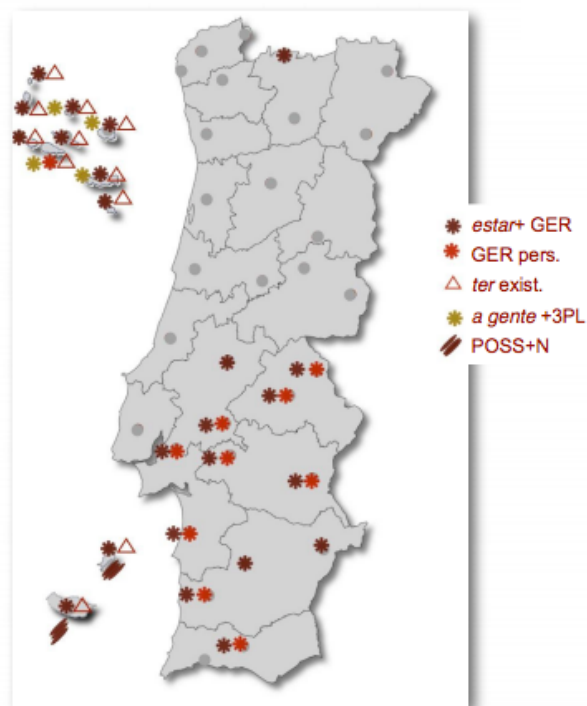 estar+ GER
GER pers.
ter exist.
a gente +3PL
POSS+N